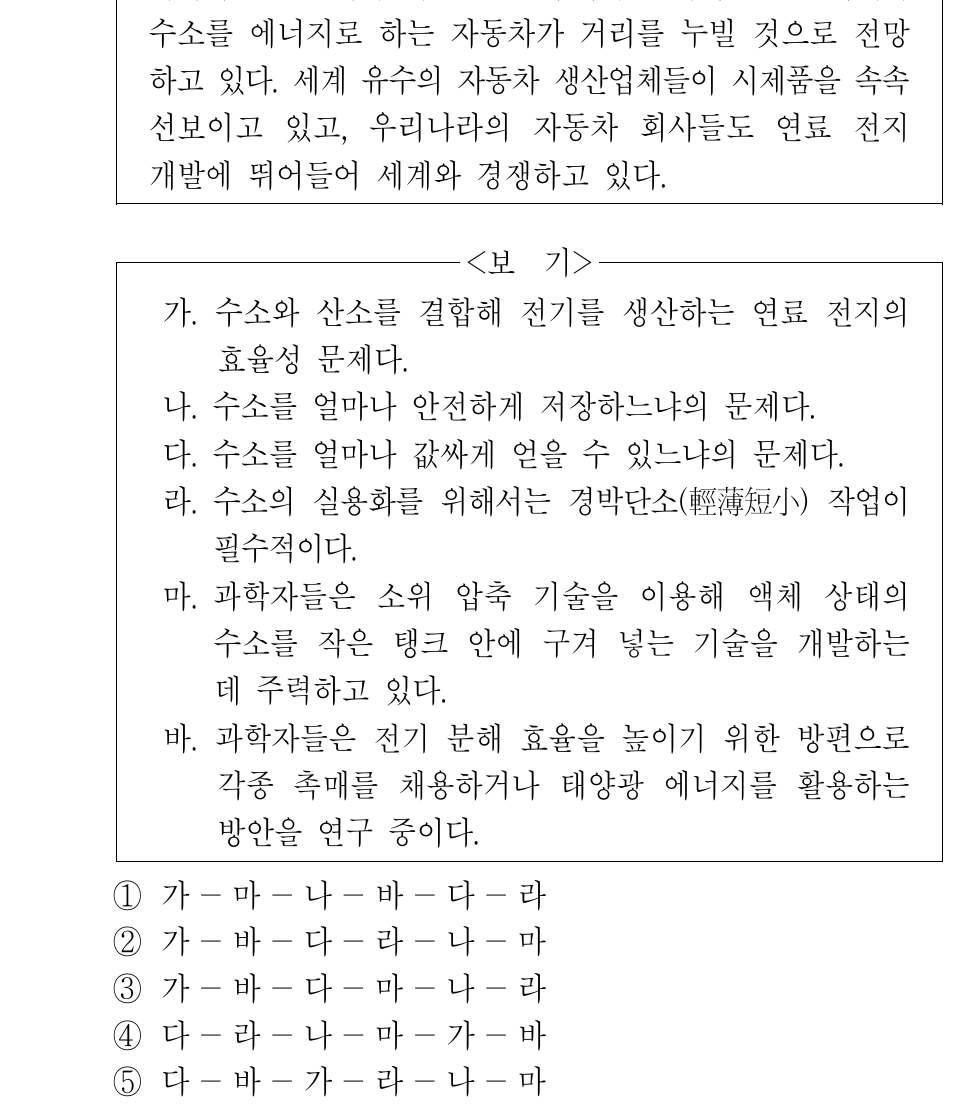 수소를 에너지로 하는 자동차가 거리를 누빌 것으로 전망
하고 있다. 세계 유수의 자동차 생산업체들이 시제품을 속속
선보이고 있고, 우리나라의 자동차 회사들도 연료 전지
개발에 뛰어들어 세계와 경쟁하고 있다.
<보 기>
가. 수소와 산소를 결합해 전기를 생산하는 연료 전지의
효율성 문제다.
나. 수소를 얼마나 안전하게 저장하느냐의 문제다.
다. 수소를 얼마나 값싸게 얻을 수 있느냐의 문제다.
라. 수소의 실용화를 위해서는 경박단소(輕薄短小) 작업이
필수적이다.
마. 과학자들은 소위 압축 기술을 이용해 액체 상태의
수소를 작은 탱크 안에 구겨 넣는 기술을 개발하는
데 주력하고 있다.
바. 과학자들은 전기 분해 효율을 높이기 위한 방편으로
각종 촉매를 채용하거나 태양광 에너지를 활용하는
방안을 연구 중이다.
① 가 – 마 – 나 – 바 – 다 – 라
② 가 – 바 – 다 – 라 – 나 – 마
③ 가 – 바 – 다 – 마 – 나 – 라
④ 다 – 라 – 나 – 마 – 가 – 바
⑤ 다 – 바 – 가 – 라 – 나 – 마